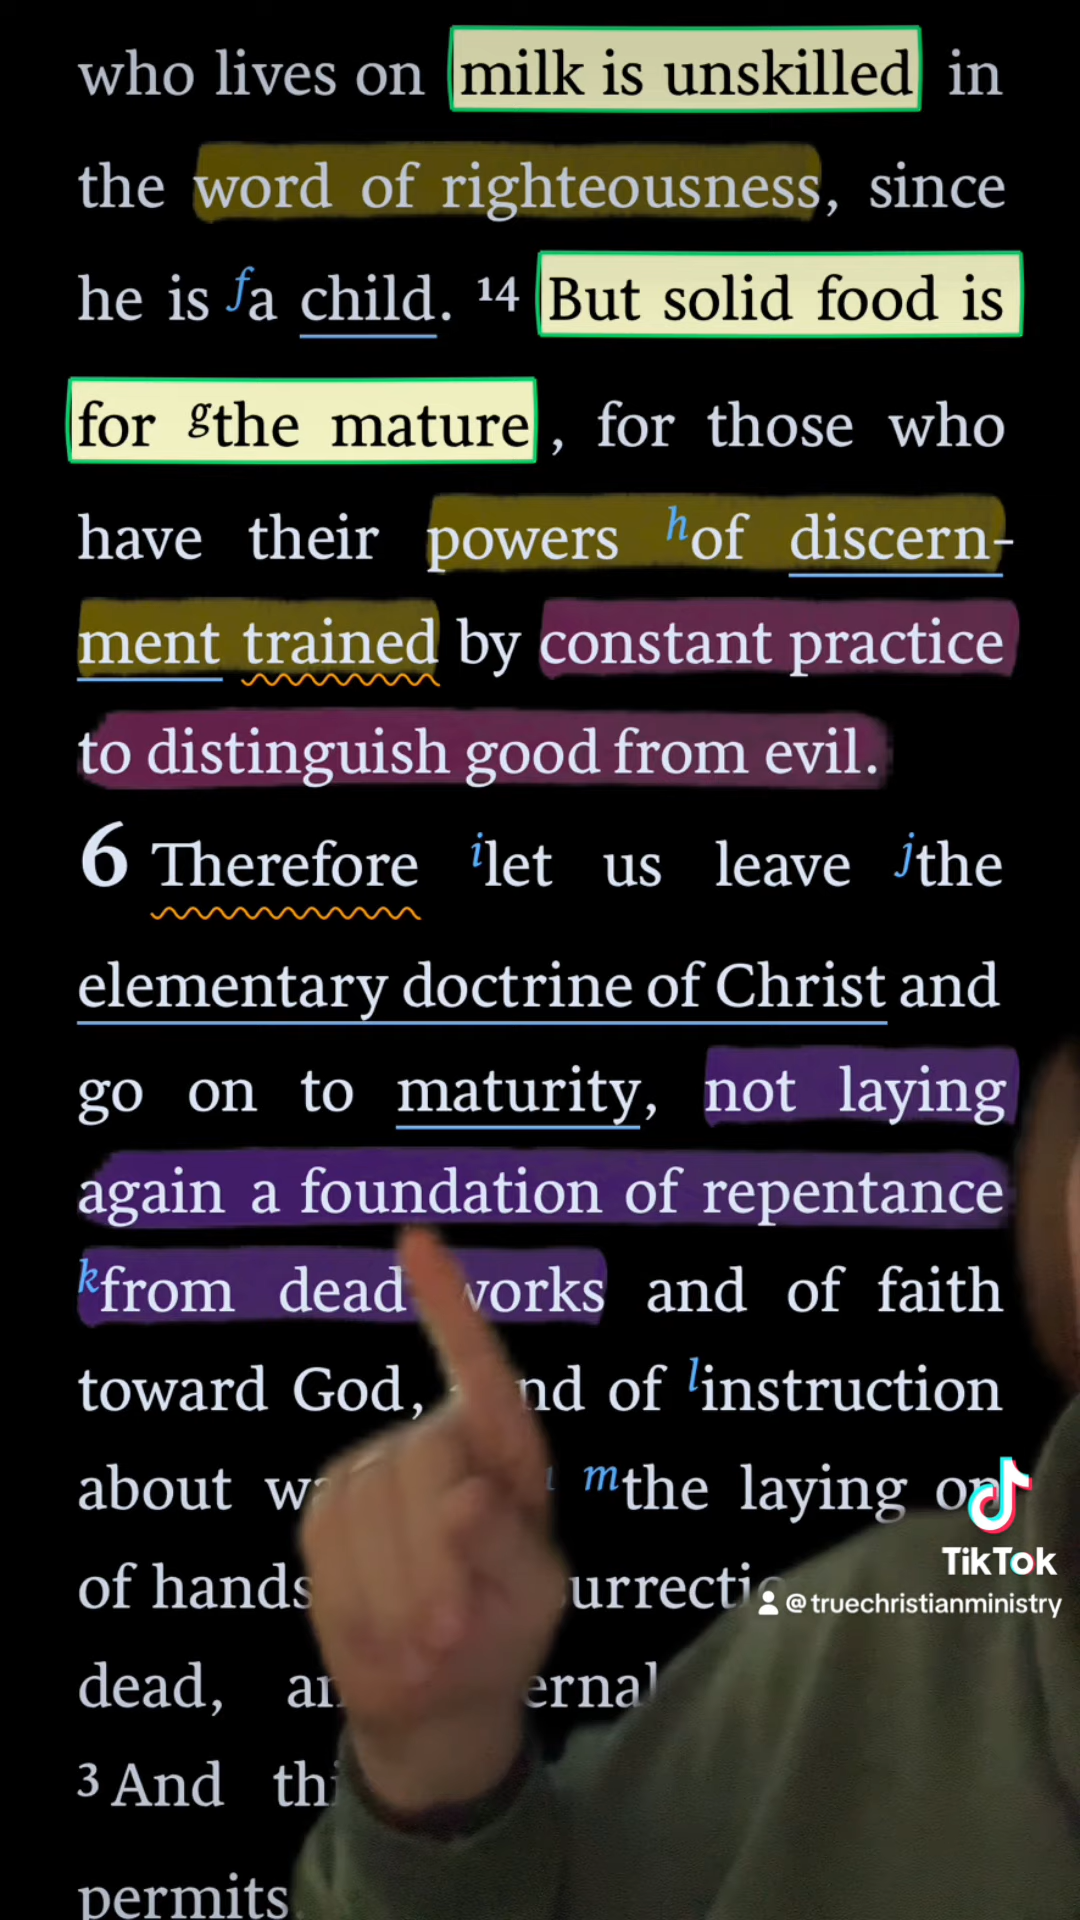 who lives on milk is unskilled in
the word of righteousness, since
he is fa child. 14 But solid food is
for gthe mature, for those who
have their powers hof discern-
ment trained by constant practice
to distinguish good from evil.
6 Therefore ilet us leave jthe
elementary doctrine of Christ and
go on to maturity, not laying
again a foundation of repentance
kfrom dead works and of faith
toward God, and of linstruction
about mthe laying on
of hands
dead,
3 And
permits
TikTok
@truechristianministry